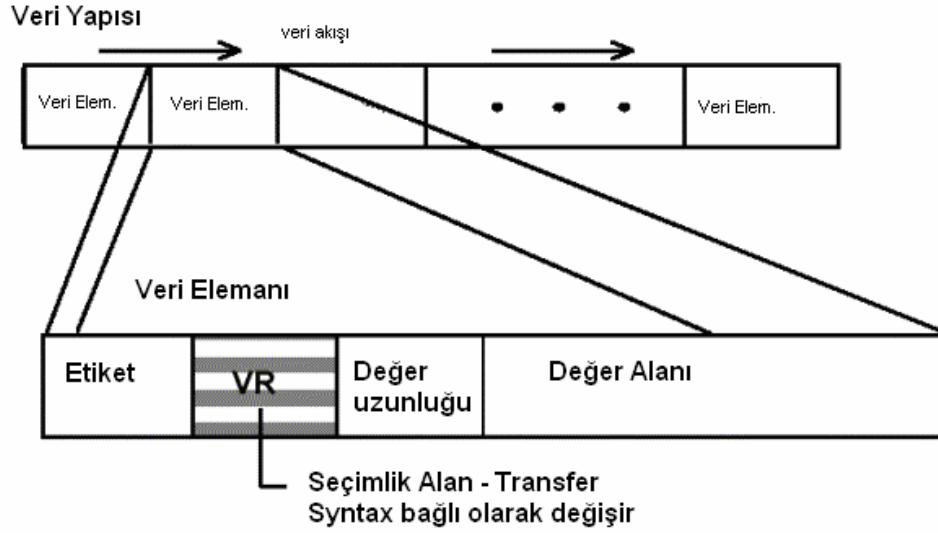 Veri Yapısı
veri akışı
Veri Elem.
Veri Elem.
Veri Elem.
Veri Elemanı
Etiket
VR
Değer
uzunluğu
Değer Alanı
Seçimlik Alan - Transfer
Syntax bağlı olarak değişir